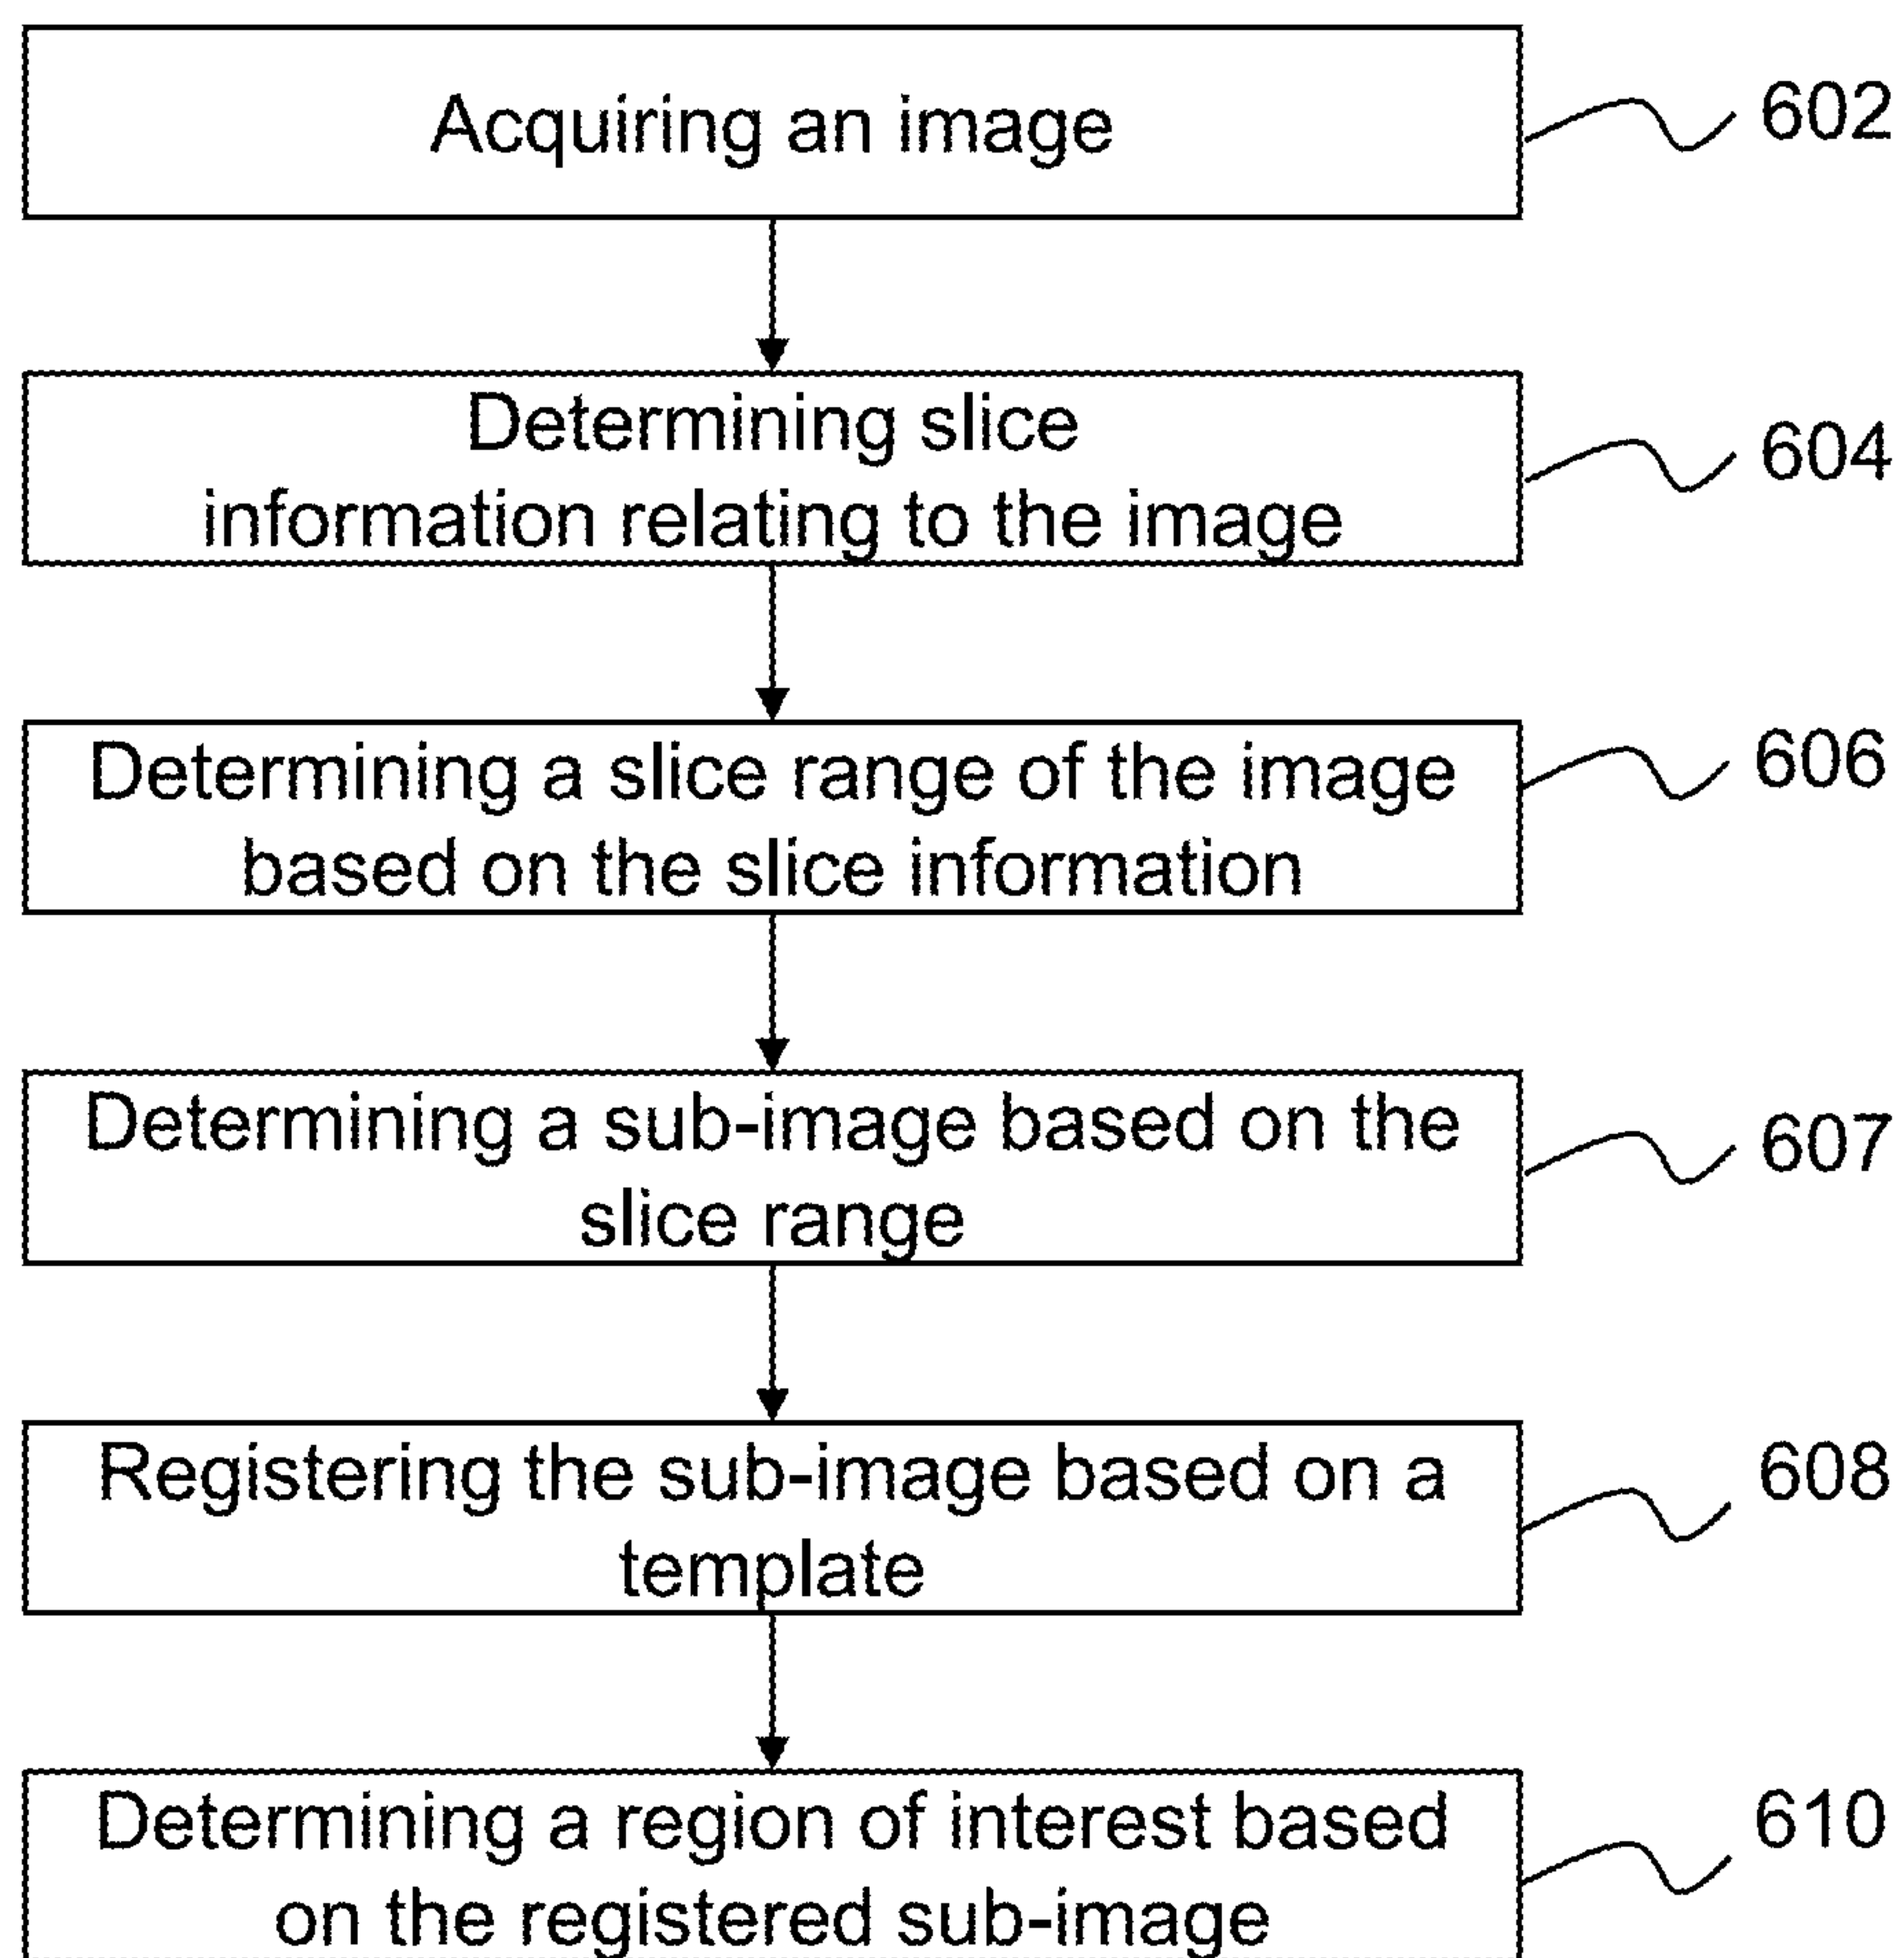 Acquiring an image
602
Determining slice
information relating to the image
604
Determining a slice range of the image
based on the slice information
606
Determining a sub-image based on the
slice range
607
Registering the sub-image based on a
template
608
Determining a region of interest based
on the registered sub-image
610